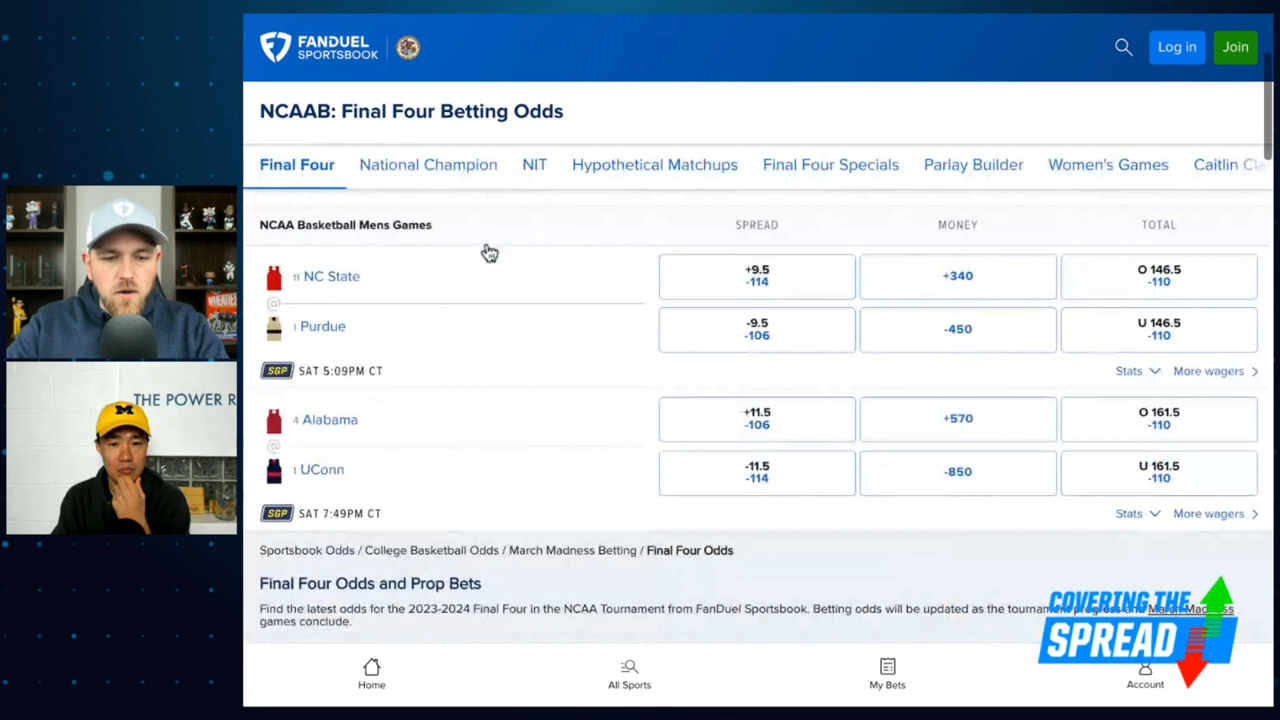 FANDUEL
SPORTSBOOK
Log in
Join
NCAAB: Final Four Betting Odds
Final Four National Champion NIT Hypothetical Matchups Final Four Specials Parlay Builder Women's Games Caitlin Cla
NCAA Basketball Mens Games SPREAD MONEY TOTAL
11 NC State
+9.5
-114
+340
O 146.5
-110
@
1 Purdue
-9.5
-106
-450
U 146.5
-110
SGP SAT 5:09PM CT Stats More wagers
4 Alabama
+11.5
-106
+570
O 161.5
-110
@
1 UConn
-11.5
-114
-850
U 161.5
-110
SGP SAT 7:49PM CT Stats More wagers
Sportsbook Odds / College Basketball Odds / March Madness Betting / Final Four Odds
Final Four Odds and Prop Bets
Find the latest odds for the 2023-2024 Final Four in the NCAA Tournament from FanDuel Sportsbook. Betting odds will be updated as the tournament March Madness
games conclude.
Home
All Sports
My Bets
Account
COVERING THE
SPREAD
WHEATIES
THE POWER R
M